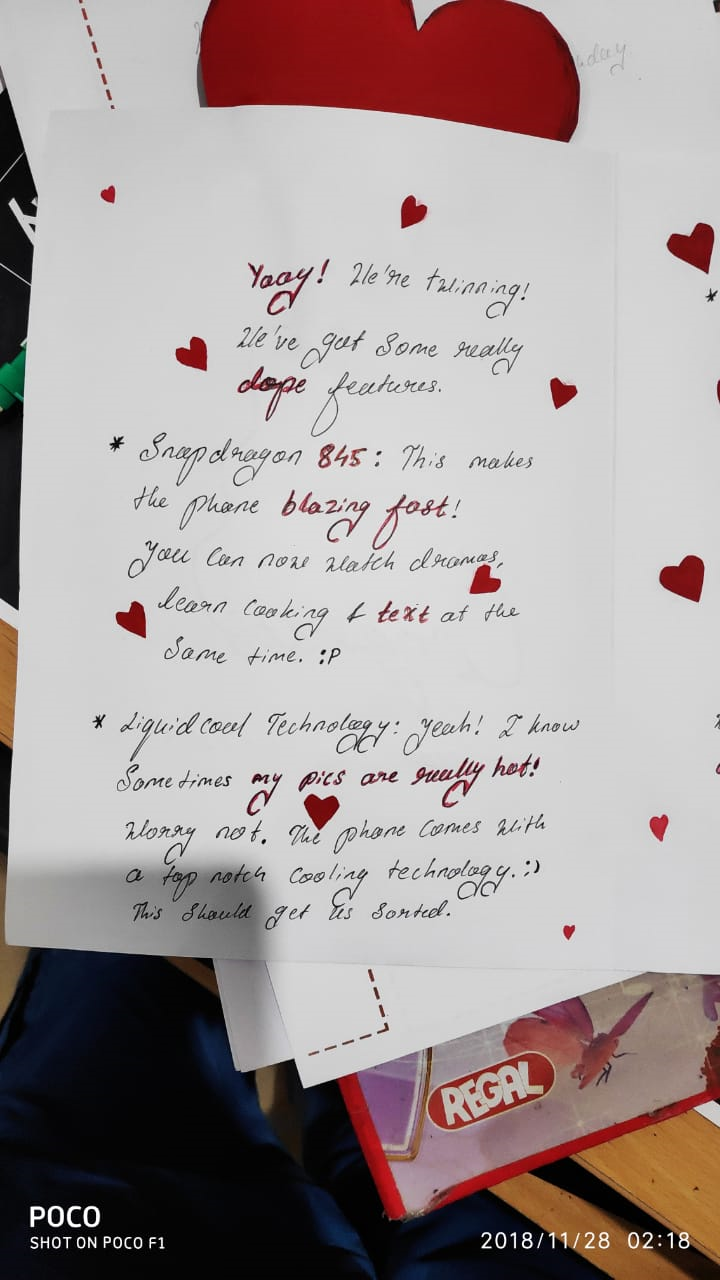 Yaay! We're twinning!
We've got some really
dope features.
* Snapdragon 845: This makes
the phone blazing fast!
You can now watch dramas,
learn cooking & text at the
same time. :P
* Liquid cool Technology: Yeah! I know
Sometimes my pics are really hot!
Worry not. The phone comes with
a top notch cooling technology. :)
This should get us sorted.
*
REGAL
POCO
SHOT ON POCO F1
2018/11/28 02:18